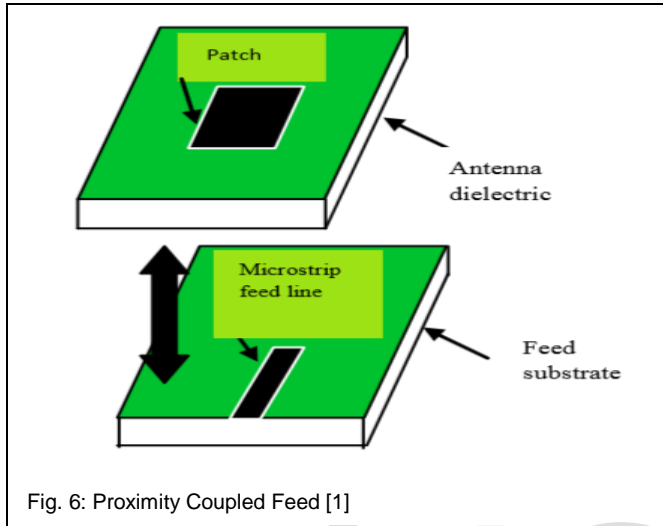 Patch
Antenna
dielectric
Microstrip
feed line
Feed
substrate
Fig. 6: Proximity Coupled Feed [1]